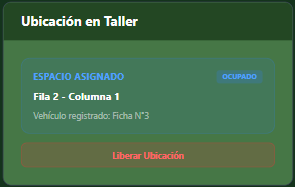 Ubicación en Taller
ESPACIO ASIGNADO
OCUPADO
Fila 2 - Columna 1
Vehículo registrado: Ficha N°3
Liberar Ubicación